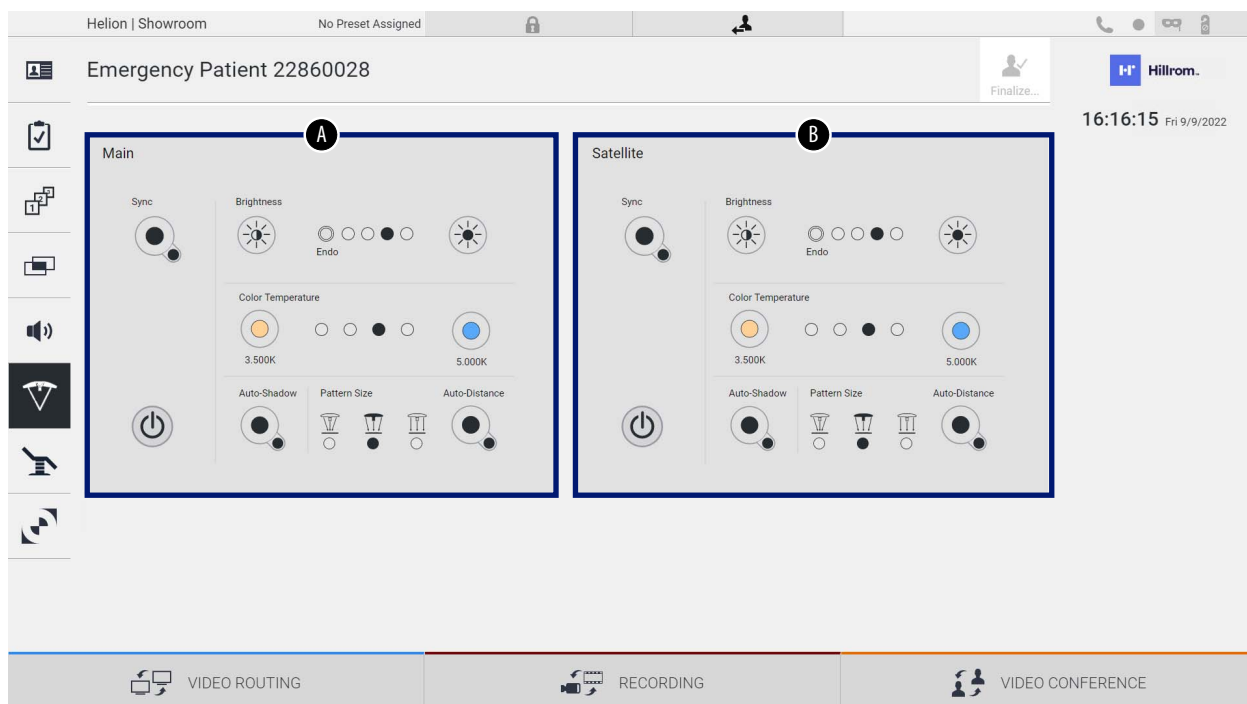 Helion | Showroom
No Preset Assigned
Emergency Patient 22860028
Finalize...
Hillrom™
16:16:15 Fri 9/9/2022
A
Main
Sync
Brightness
Endo
Color Temperature
3.500K
5.000K
Auto-Shadow
Pattern Size
Auto-Distance
B
Satellite
Sync
Brightness
Endo
Color Temperature
3.500K
5.000K
Auto-Shadow
Pattern Size
Auto-Distance
VIDEO ROUTING
RECORDING
VIDEO CONFERENCE